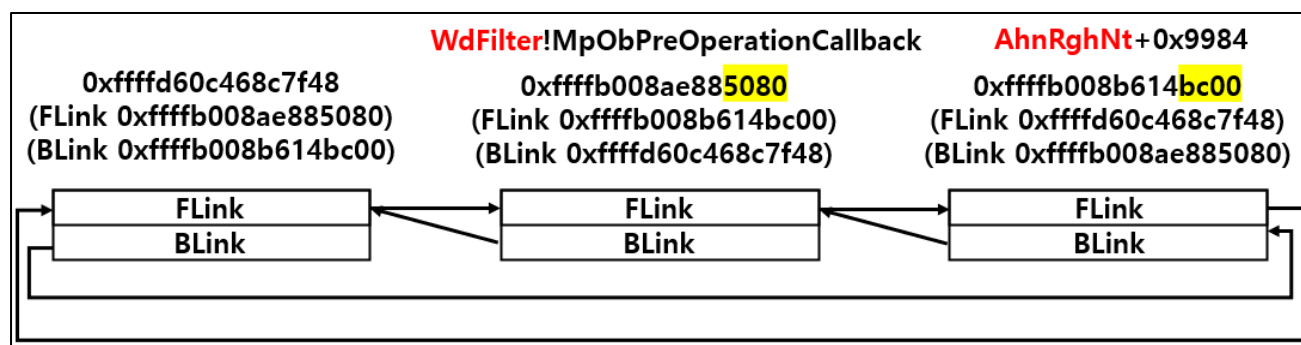 WdFilter!MpObPreOperationCallback
AhnRghNt+0x9984
0xffffd60c468c7f48
(FLink 0xffffb008ae885080)
(BLink 0xffffb008b614bc00)
0xffffb008ae885080
(FLink 0xffffb008b614bc00)
(BLink 0xffffd60c468c7f48)
0xffffb008b614bc00
(FLink 0xffffd60c468c7f48)
(BLink 0xffffb008ae885080)
FLink
BLink
FLink
BLink
FLink
BLink